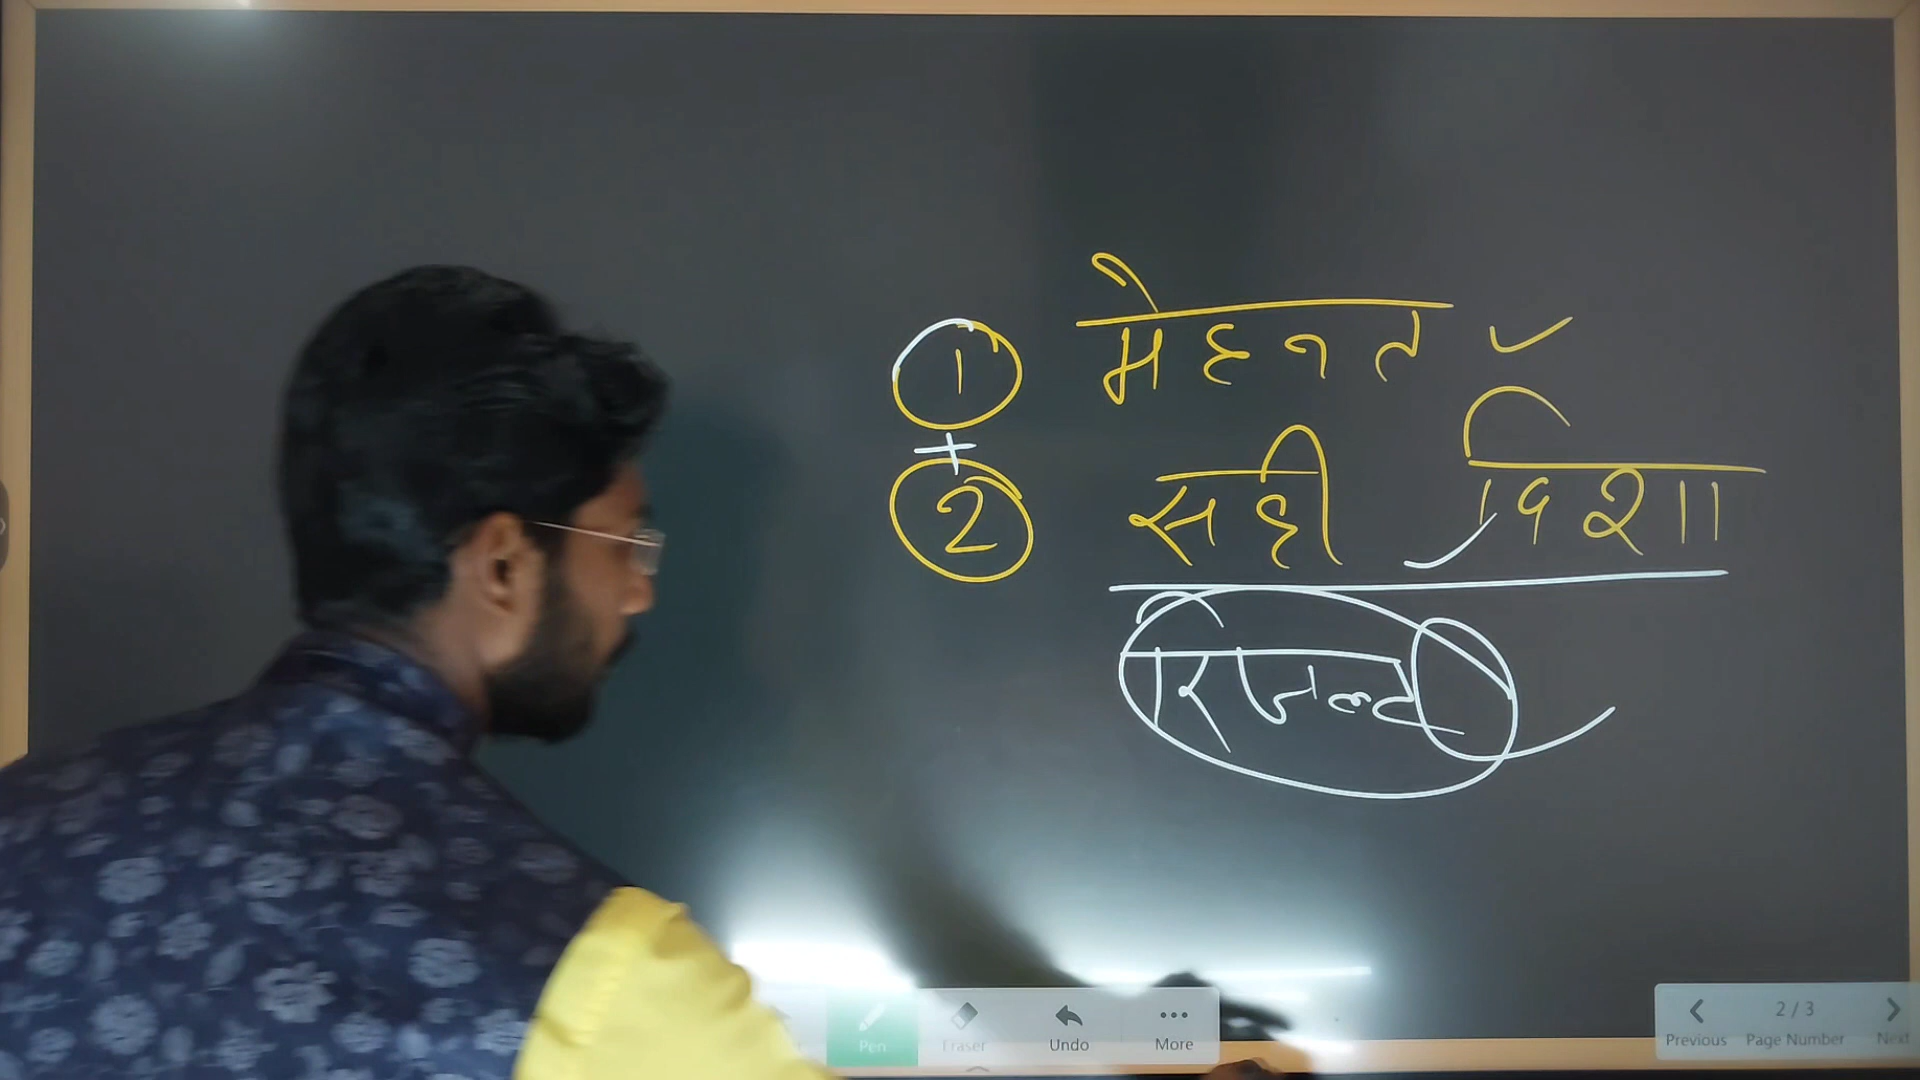 1 मेहनत
+
2 सही दिशा
रिजल्ट
Pen Eraser Undo More
2 / 3
Previous Page Number Next